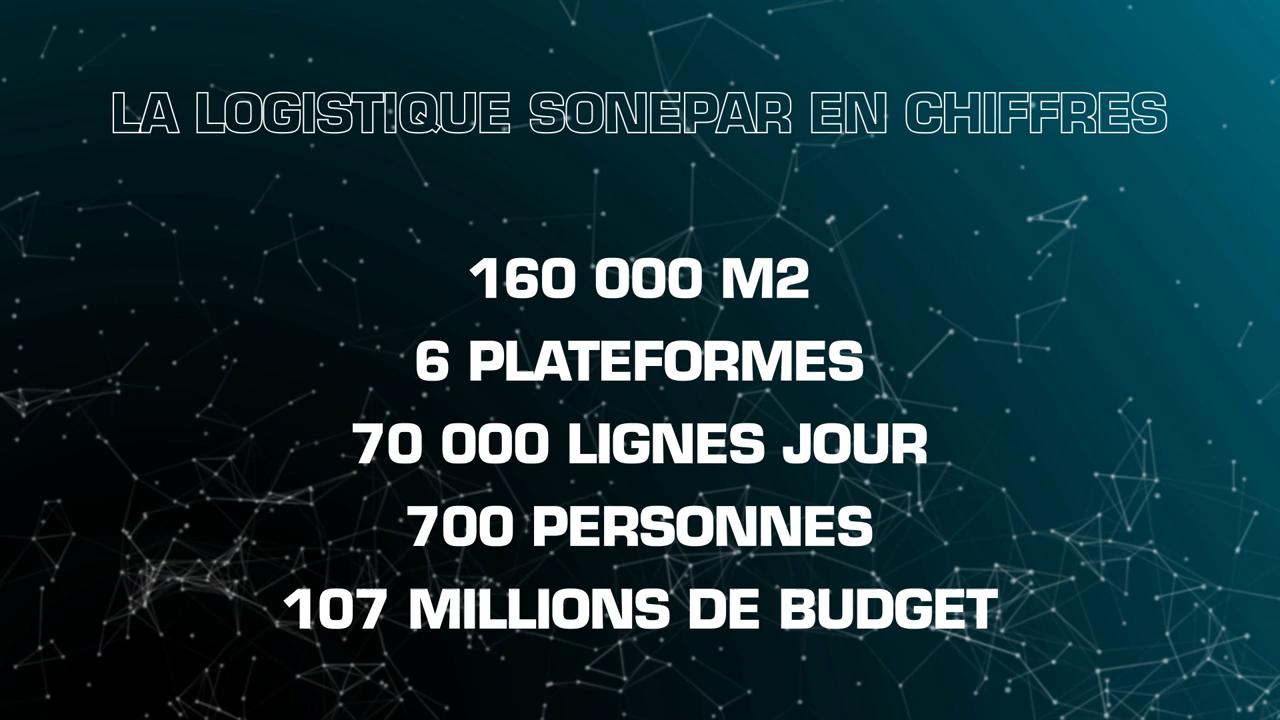 LA LOGISTIQUE SONEPAR EN CHIFFRES
160 000 M2
6 PLATEFORMES
70 000 LIGNES JOUR
700 PERSONNES
107 MILLIONS DE BUDGET